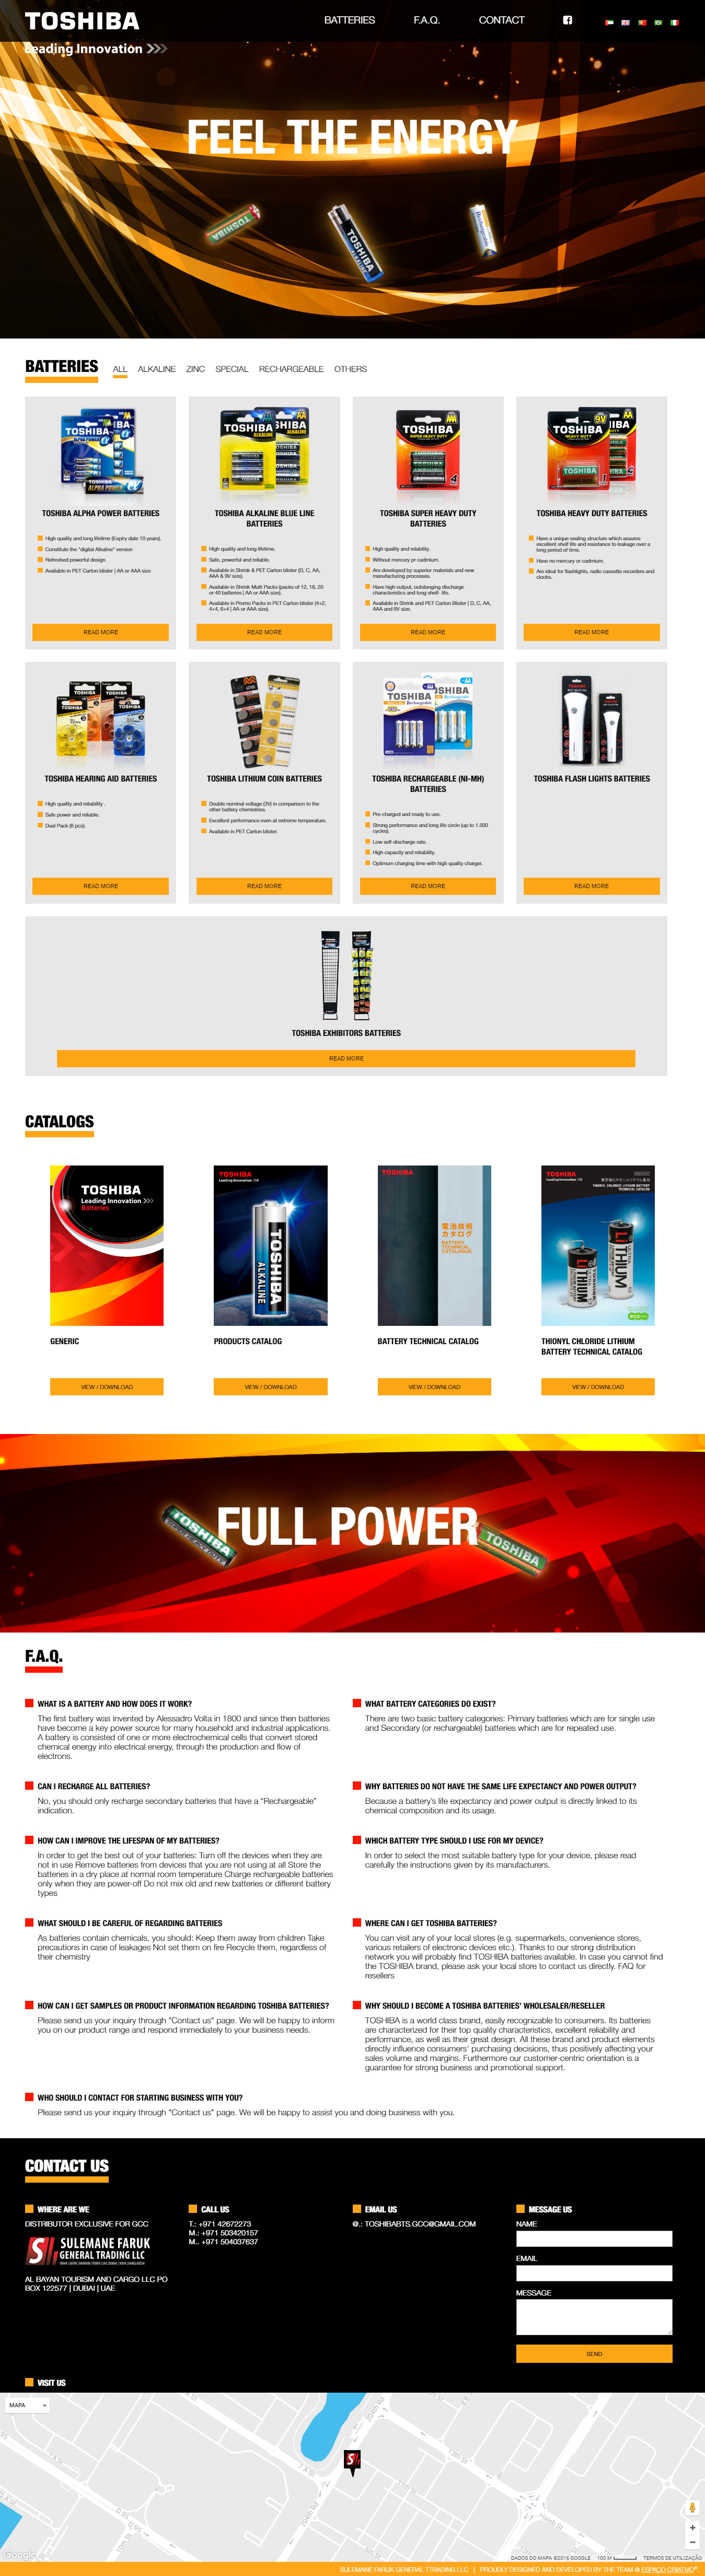 TOSHIBA
Leading Innovation
BATTERIES F.A.Q. CONTACT
FEEL THE ENERGY
BATTERIES
ALL ALKALINE ZINC SPECIAL RECHARGEABLE OTHERS
TOSHIBA ALPHA POWER BATTERIES
High quality and long lifetime (Expiry date 10 years).
Constitute the "digital Alkaline" version
Refreshed powerful design
Available in PET Carton blister | AA or AAA size
READ MORE
TOSHIBA ALKALINE BLUE LINE
BATTERIES
High quality and long lifetime.
Safe, powerful and reliable.
Available in Shrink & PET Carton blister (D, C, AA,
AAA & 9V size).
Available in Shrink Multi Packs (packs of 12, 18, 20
or 40 batteries | AA or AAA size).
Available in Promo Packs in PET Carton blister (4+2,
4+4, 6+4 | AA or AAA size).
READ MORE
TOSHIBA SUPER HEAVY DUTY
BATTERIES
High quality and reliability.
Without mercury pr cadmium.
Are developed by superior materials and new
manufacturing processes.
Have high output, outstanging discharge
characteristics and long shelf- life.
Available in Shrink and PET Carton Blister | D, C, AA,
AAA and 9V size.
READ MORE
TOSHIBA HEAVY DUTY BATTERIES
Have a unique sealing structure which assures
excellent shelf life and resistance to leakage over a
long period of time.
Have no mercury or cadmium.
Are ideal for flashlights, radio cassette recorders and
clocks.
READ MORE
TOSHIBA HEARING AID BATTERIES
High quality and reliability .
Safe power and reliable.
Dual Pack (6 pcs).
READ MORE
TOSHIBA LITHIUM COIN BATTERIES
Double nominal voltage (3V) in comparison to the
other battery chemistries.
Excellent performance even at extreme temperature.
Available in PET Carton blister.
READ MORE
TOSHIBA RECHARGEABLE (NI-MH)
BATTERIES
Pre-charged and ready to use.
Strong performance and long life circle (up to 1.500
cycles).
Low self-discharge rate.
High capacity and reliability.
Optimum charging time with high quality charger.
READ MORE
TOSHIBA FLASH LIGHTS BATTERIES
READ MORE
TOSHIBA EXHIBITORS BATTERIES
READ MORE
CATALOGS
TOSHIBA
Leading Innovation
Batteries
GENERIC
VIEW / DOWNLOAD
TOSHIBA
Leading Innovation
TOSHIBA
ALKALINE
PRODUCTS CATALOG
VIEW / DOWNLOAD
TOSHIBA
電池技術
カタログ
BATTERY
TECHNICAL
CATALOGUE
BATTERY TECHNICAL CATALOG
VIEW / DOWNLOAD
TOSHIBA
Leading Innovation
THIONYL CHLORIDE LITHIUM BATTERY
TECHNICAL CATALOG
LITHIUM
LITHIUM
THIONYL CHLORIDE LITHIUM
BATTERY TECHNICAL CATALOG
VIEW / DOWNLOAD
FULL POWER
F.A.Q.
WHAT IS A BATTERY AND HOW DOES IT WORK?
The first battery was invented by Alessadro Volta in 1800 and since then batteries
have become a key power source for many household and industrial applications.
A battery is consisted of one or more electrochemical cells that convert stored
chemical energy into electrical energy, through the production and flow of
electrons.
WHAT BATTERY CATEGORIES DO EXIST?
There are two basic battery categories: Primary batteries which are for single use
and Secondary (or rechargeable) batteries which are for repeated use.
CAN I RECHARGE ALL BATTERIES?
No, you should only recharge secondary batteries that have a “Rechargeable”
indication.
WHY BATTERIES DO NOT HAVE THE SAME LIFE EXPECTANCY AND POWER OUTPUT?
Because a battery’s life expectancy and power output is directly linked to its
chemical composition and its usage.
HOW CAN I IMPROVE THE LIFESPAN OF MY BATTERIES?
In order to get the best out of your batteries: Turn off the devices when they are
not in use Remove batteries from devices that you are not using at all Store the
batteries in a dry place at normal room temperature Charge rechargeable batteries
only when they are power-off Do not mix old and new batteries or different battery
types
WHICH BATTERY TYPE SHOULD I USE FOR MY DEVICE?
In order to select the most suitable battery type for your device, please read
carefully the instructions given by its manufacturers.
WHAT SHOULD I BE CAREFUL OF REGARDING BATTERIES
As batteries contain chemicals, you should: Keep them away from children Take
precautions in case of leakages Not set them on fire Recycle them, regardless of
their chemistry
WHERE CAN I GET TOSHIBA BATTERIES?
You can visit any of your local stores (e.g. supermarkets, convenience stores,
various retailers of electronic devices etc.). Thanks to our strong distribution
network you will probably find TOSHIBA batteries available. In case you cannot find
the TOSHIBA brand, please ask your local store to contact us directly. FAQ for
resellers
HOW CAN I GET SAMPLES OR PRODUCT INFORMATION REGARDING TOSHIBA BATTERIES?
Please send us your inquiry through "Contact us" page. We will be happy to inform
you on our product range and respond immediately to your business needs.
WHY SHOULD I BECOME A TOSHIBA BATTERIES' WHOLESALER/RESELLER
TOSHIBA is a world class brand, easily recognizable to consumers. Its batteries
are characterized for their top quality characteristics, excellent reliability and
performance, as well as their great design. All these brand and product elements
directly influence consumers’ purchasing decisions, thus positively affecting your
sales volume and margins. Furthermore our customer-centric orientation is a
guarantee for strong business and promotional support.
WHO SHOULD I CONTACT FOR STARTING BUSINESS WITH YOU?
Please send us your inquiry through "Contact us" page. We will be happy to assist you and doing business with you.
CONTACT US
WHERE ARE WE
DISTRIBUTOR EXCLUSIVE FOR GCC
SULEMANE FARUK
GENERAL TRADING LLC
AL BAYAN TOURISM AND CARGO LLC PO
BOX 122577 | DUBAI | UAE
CALL US
T.: +971 42672273
M.: +971 503420157
M.. +971 504037637
EMAIL US
@.: TOSHIBABTS.GCC@GMAIL.COM
MESSAGE US
NAME
EMAIL
MESSAGE
SEND
VISIT US
MAPA
Google
DADOS DO MAPA ©2016 GOOGLE 100 M TERMOS DE UTILIZAÇÃO
SULEMANE FARUK GENERAL TTRADING LLC | PROUDLY DESIGNED AND DEVELOPED BY THE TEAM @ ESPAÇO CRIATIVO®